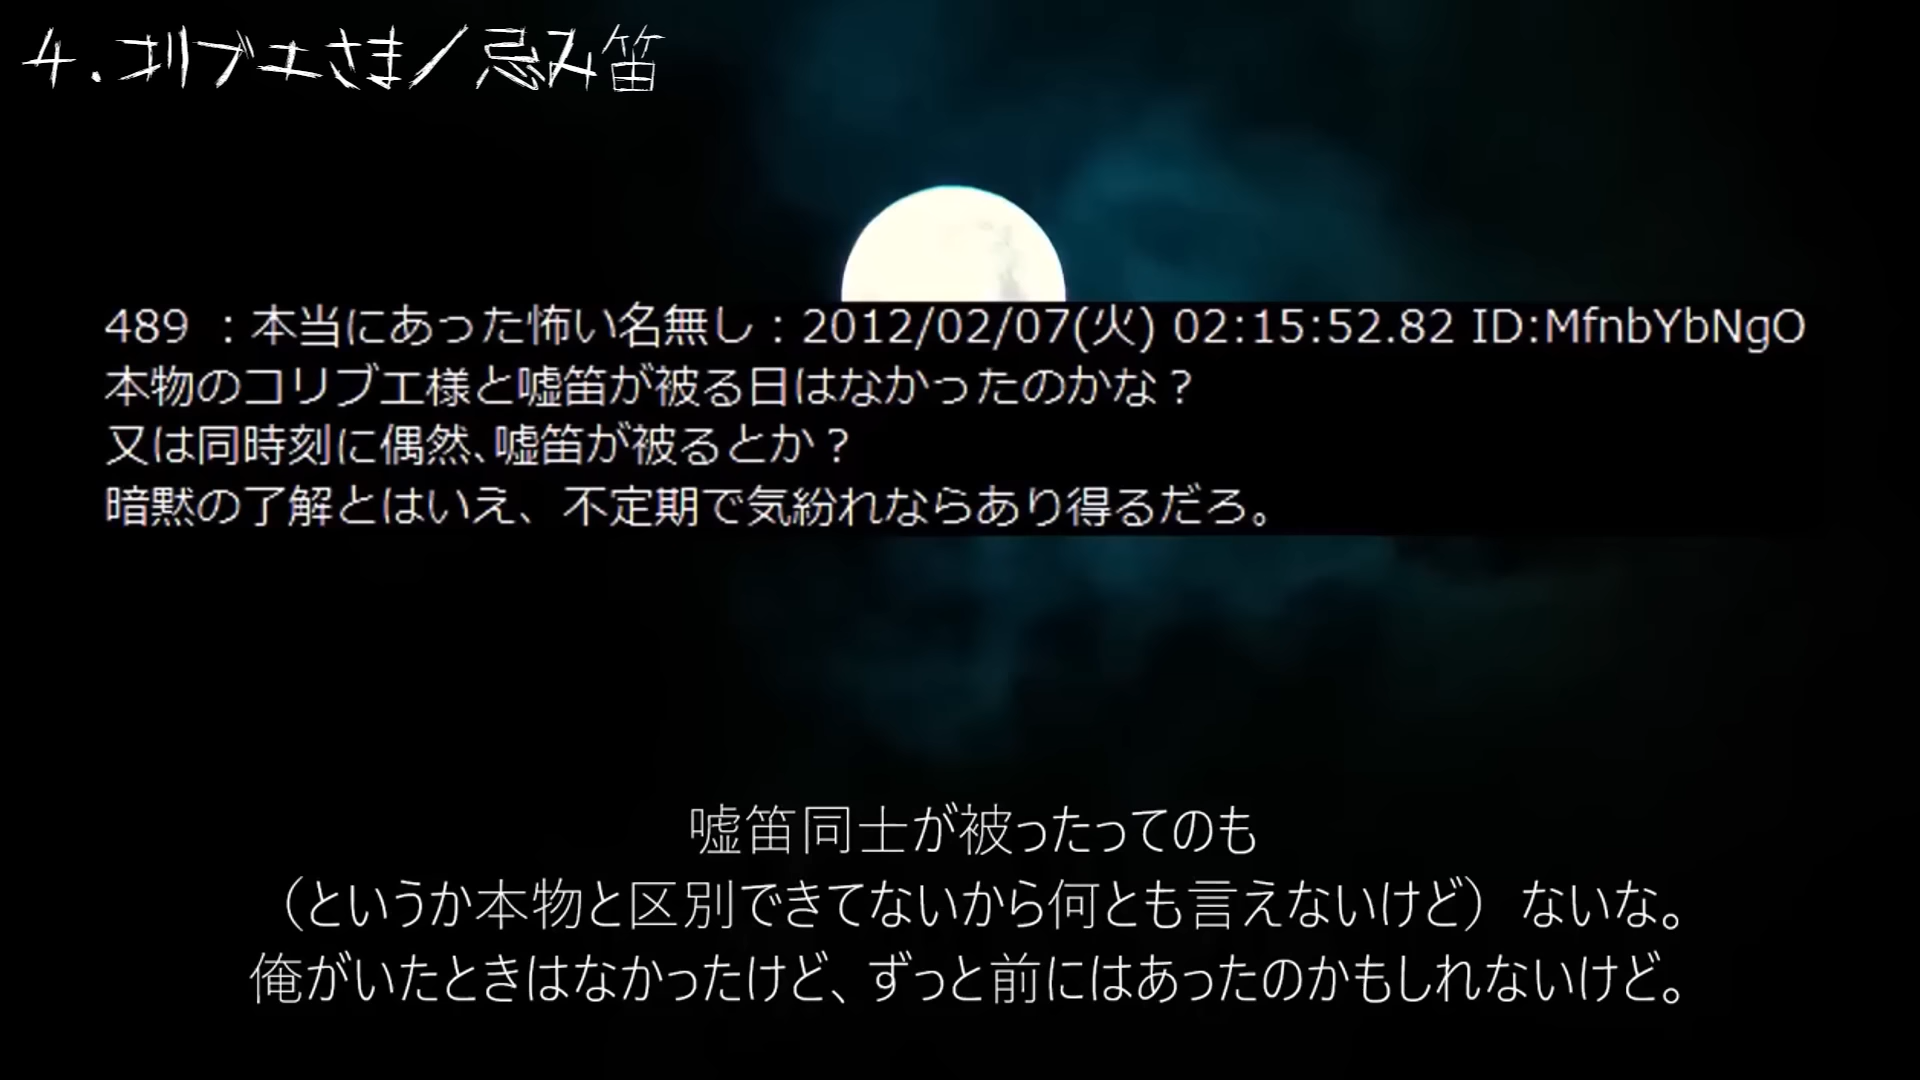 4.コリブエさま/忌み笛
489 ：本当にあった怖い名無し：2012/02/07(火) 02:15:52.82 ID:MfnbYbNgO
本物のコリブエ様と嘘笛が被る日はなかったのかな？
又は同時刻に偶然､嘘笛が被るとか？
暗黙の了解とはいえ、不定期で気紛れならあり得るだろ。
嘘笛同士が被ったってのも
（というか本物と区別できてないから何とも言えないけど）ないな。
俺がいたときはなかったけど、ずっと前にはあったのかもしれないけど。